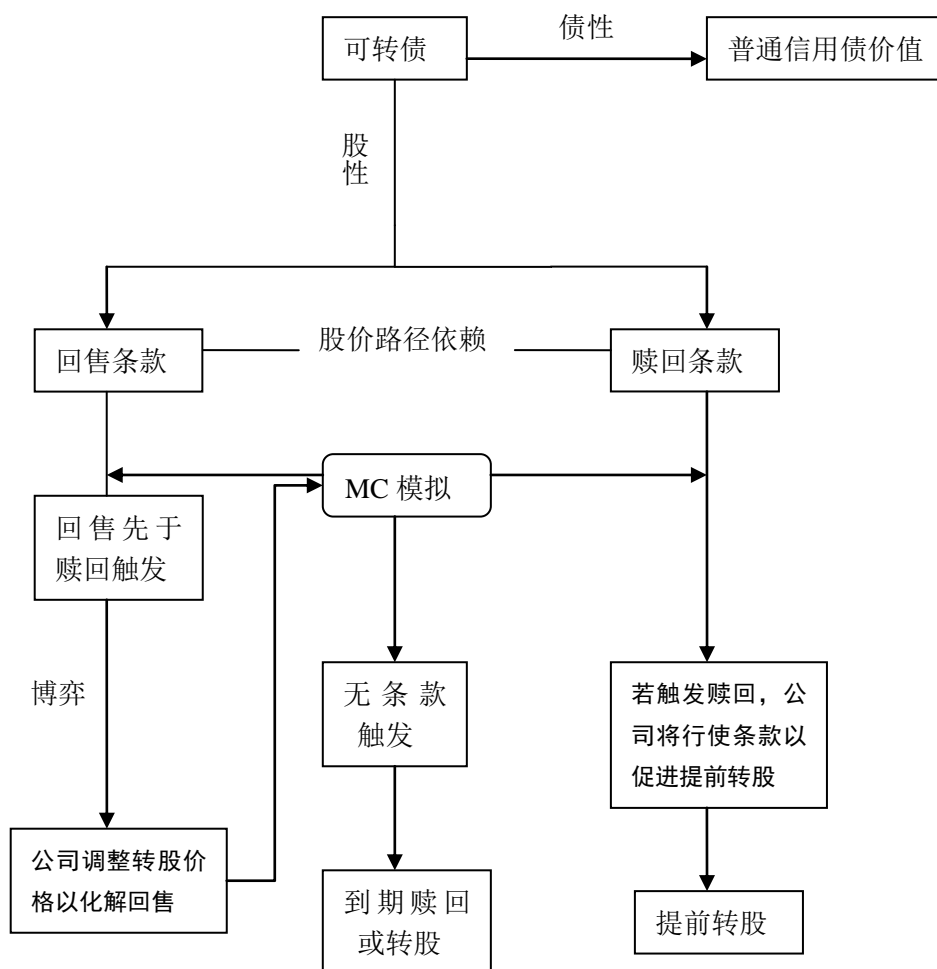 可转债
债性
普通信用债价值
股
性
回售条款
股价路径依赖
赎回条款
MC 模拟
回售先于
赎回触发
博弈
无条款
触发
若触发赎回，公
司将行使条款以
促进提前转股
公司调整转股价
格以化解回售
到期赎回
或转股
提前转股